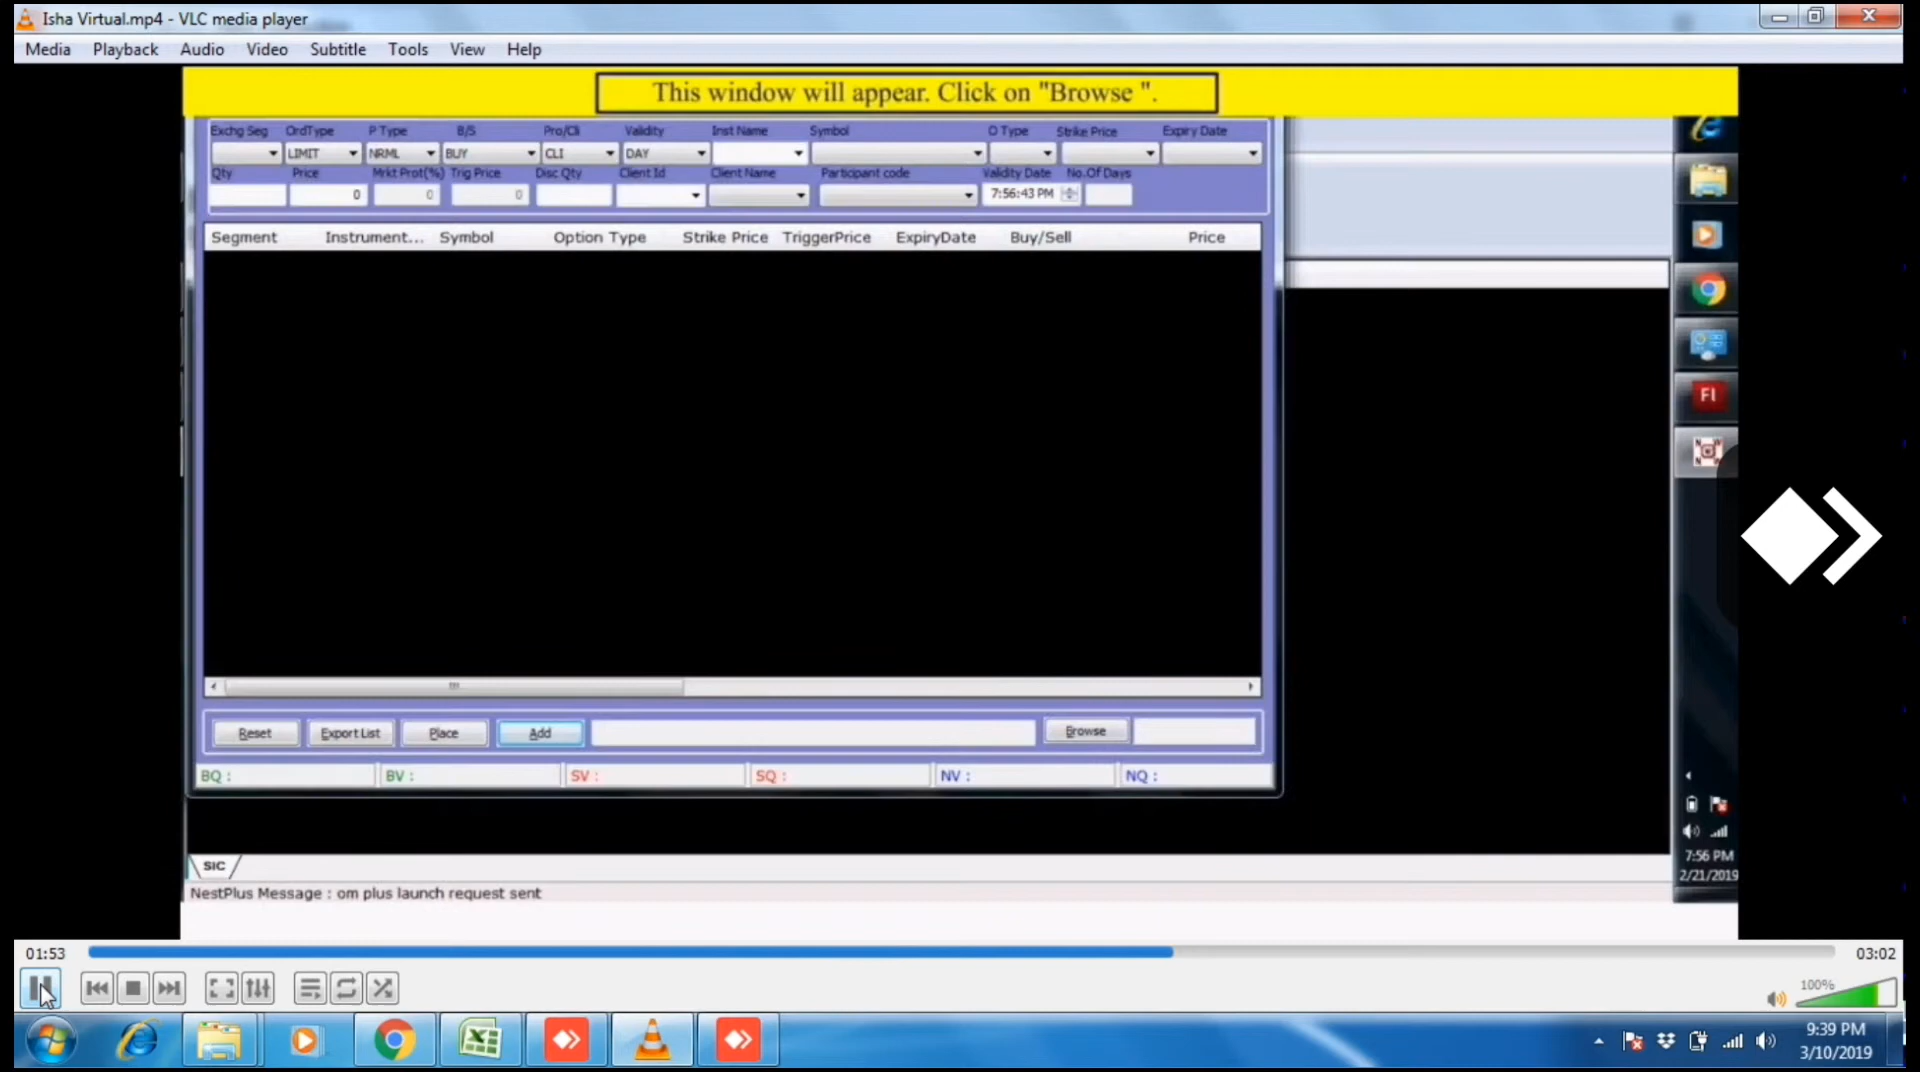 Isha Virtual.mp4 - VLC media player
Media Playback Audio Video Subtitle Tools View Help
This window will appear. Click on "Browse ".
Exchg Seg OrdType P Type B/S Pro/Cli Validity Inst Name Symbol O Type Strike Price Expiry Date
LIMIT NRML BUY CLI DAY
Qty Price Mrkt Prot(%) Trig Price Disc Qty Client Id Client Name Participant code Validity Date No.Of Days
0 0 0 7:56:43 PM
Segment Instrument... Symbol Option Type Strike Price TriggerPrice ExpiryDate Buy/Sell Price
Reset Export List Place Add Browse
BQ : BV : SV : SQ : NV : NQ :
7:56 PM
2/21/2019
SIC
NestPlus Message : om plus launch request sent
01:53 03:02
100%
9:39 PM
3/10/2019